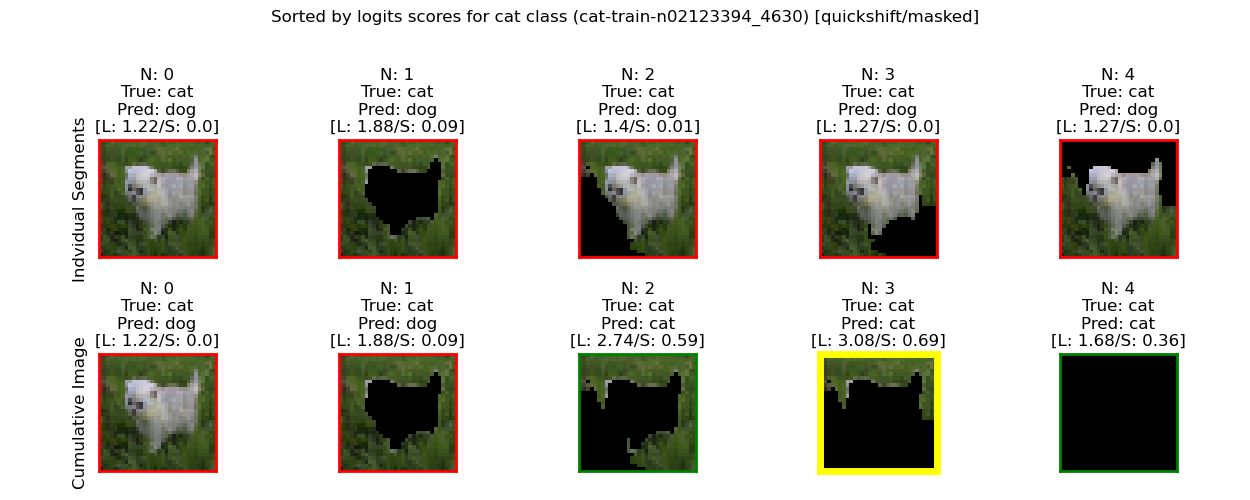 Sorted by logits scores for cat class (cat-train-n02123394_4630) [quickshift/masked]
Indvidual Segments
N: 0
True: cat
Pred: dog
[L: 1.22/S: 0.0]
N: 1
True: cat
Pred: dog
[L: 1.88/S: 0.09]
N: 2
True: cat
Pred: dog
[L: 1.4/S: 0.01]
N: 3
True: cat
Pred: dog
[L: 1.27/S: 0.0]
N: 4
True: cat
Pred: dog
[L: 1.27/S: 0.0]
Cumulative Image
N: 0
True: cat
Pred: dog
[L: 1.22/S: 0.0]
N: 1
True: cat
Pred: dog
[L: 1.88/S: 0.09]
N: 2
True: cat
Pred: cat
[L: 2.74/S: 0.59]
N: 3
True: cat
Pred: cat
[L: 3.08/S: 0.69]
N: 4
True: cat
Pred: cat
[L: 1.68/S: 0.36]